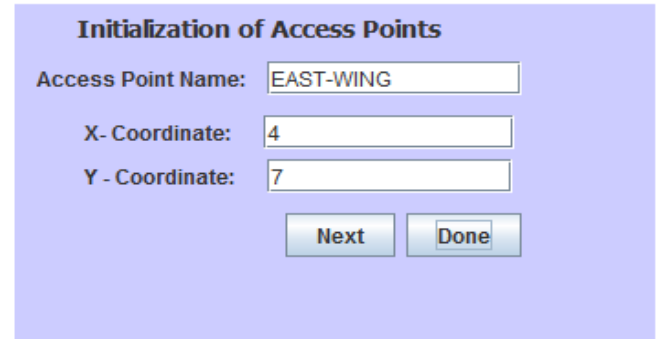 Initialization of Access Points
Access Point Name: EAST-WING
X- Coordinate: 4
Y - Coordinate: 7
Next Done